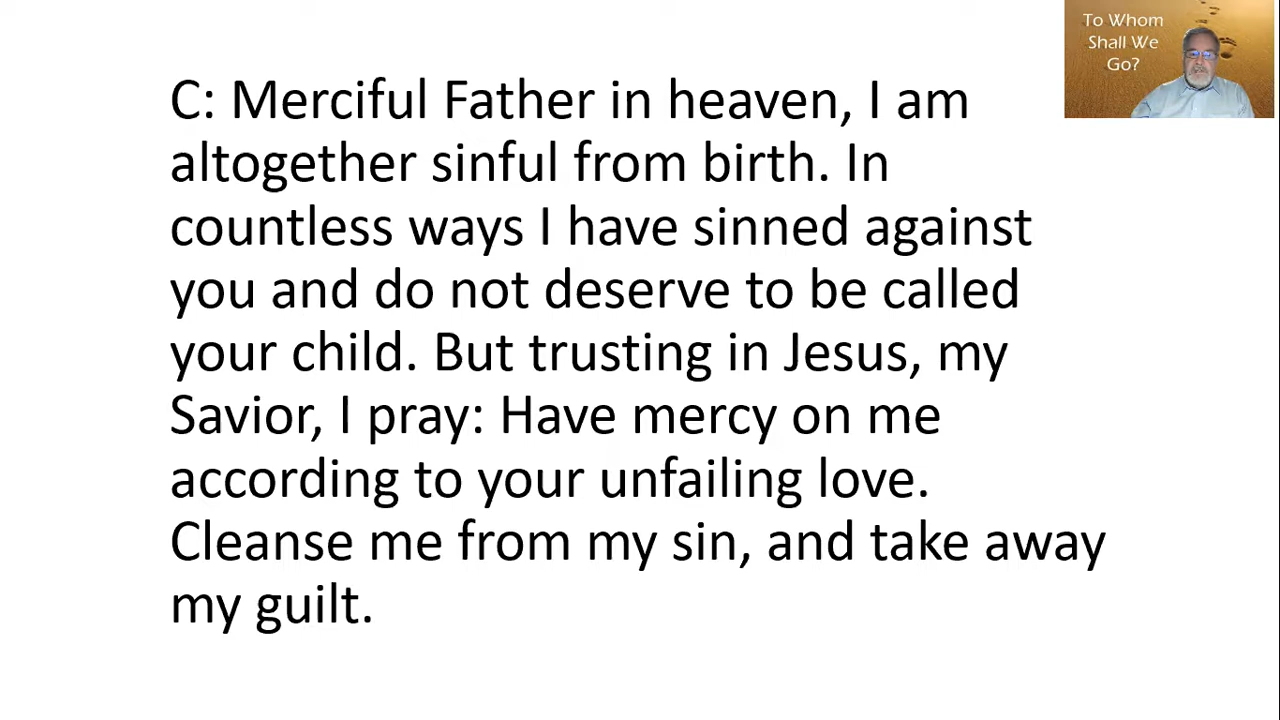 To Whom
Shall We
Go?
C: Merciful Father in heaven, I am
altogether sinful from birth. In
countless ways I have sinned against
you and do not deserve to be called
your child. But trusting in Jesus, my
Savior, I pray: Have mercy on me
according to your unfailing love.
Cleanse me from my sin, and take away
my guilt.